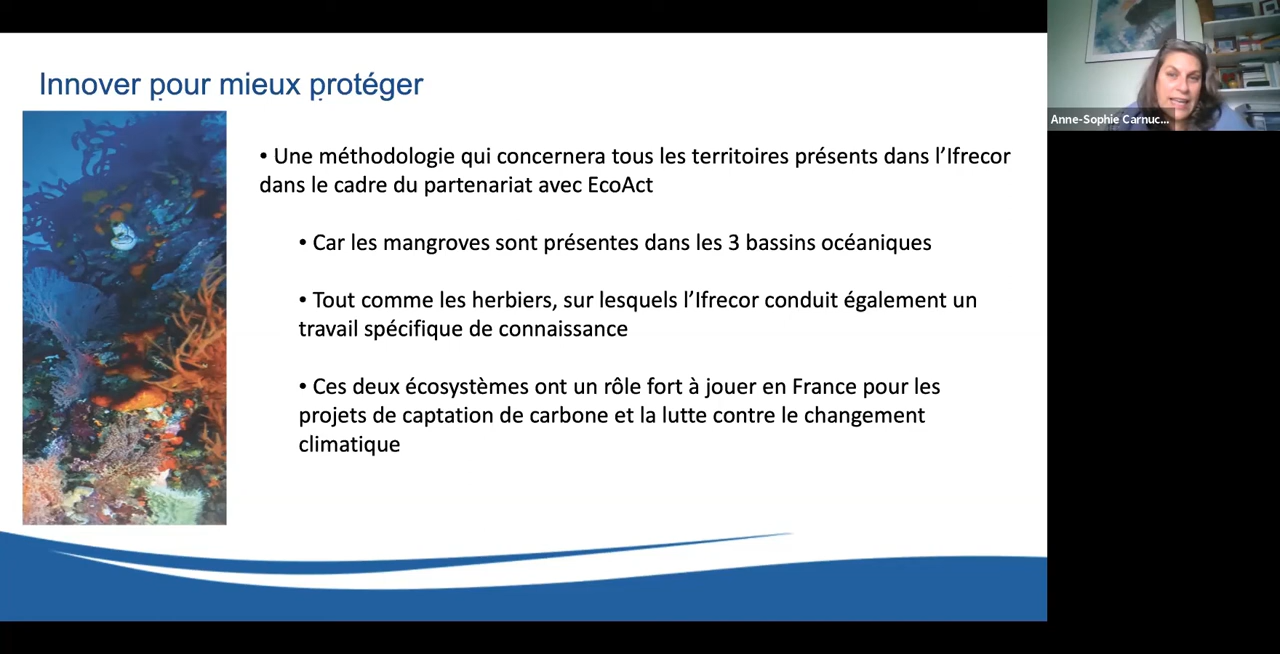 Innover pour mieux protéger
• Une méthodologie qui concernera tous les territoires présents dans l’Ifrecor
dans le cadre du partenariat avec EcoAct
• Car les mangroves sont présentes dans les 3 bassins océaniques
• Tout comme les herbiers, sur lesquels l’Ifrecor conduit également un
travail spécifique de connaissance
• Ces deux écosystèmes ont un rôle fort à jouer en France pour les
projets de captation de carbone et la lutte contre le changement
climatique
Anne-Sophie Carnuc...